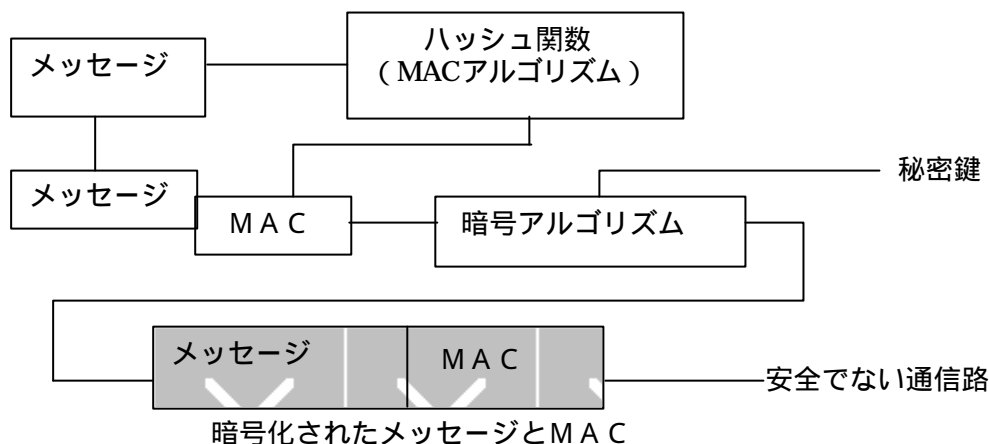 メッセージ
ハッシュ関数
（MACアルゴリズム）
メッセージ
ＭＡＣ
暗号アルゴリズム
秘密鍵
メッセージ
ＭＡＣ
安全でない通信路
暗号化されたメッセージとＭＡＣ